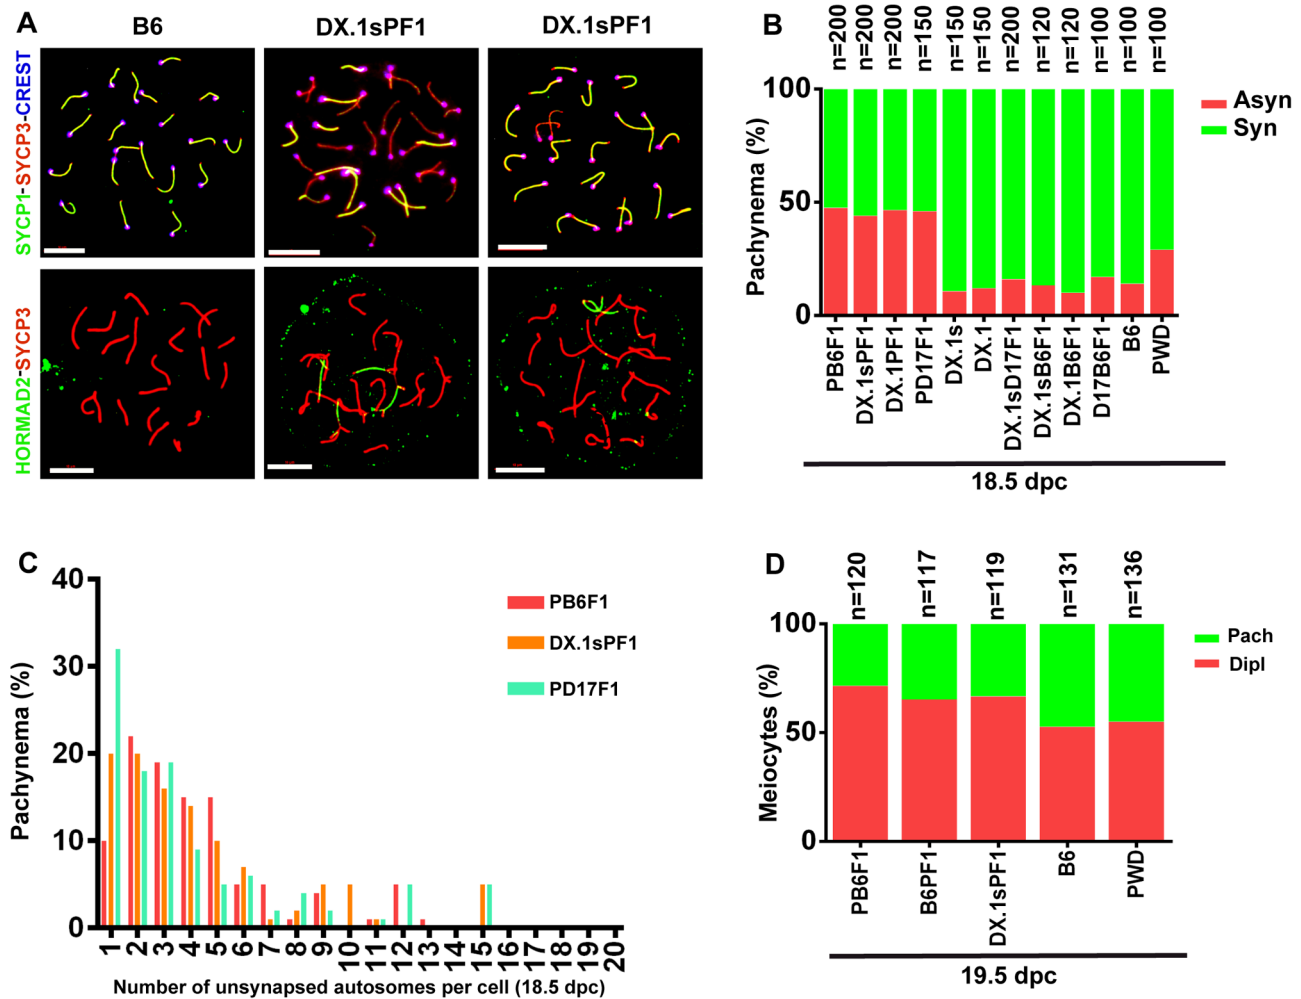 A
B6
DX.1sPF1
DX.1sPF1
SYCP1-SYCP3-CREST
HORMAD2-SYCP3
B
n=200
n=200
n=200
n=150
n=150
n=150
n=200
n=120
n=120
n=100
n=100
n=100
Pachynema (%)
100
50
0
Asyn
Syn
PB6F1
DX.1sPF1
DX.1PF1
PD17F1
DX.1s
DX.1
DX.1sD17F1
DX.1sB6F1
DX.1B6F1
D17B6F1
B6
PWD
18.5 dpc
C
Pachynema (%)
40
30
20
10
0
PB6F1
DX.1sPF1
PD17F1
1 2 3 4 5 6 7 8 9 10 11 12 13 14 15 16 17 18 19 20
Number of unsynapsed autosomes per cell (18.5 dpc)
D
n=120
n=117
n=119
n=131
n=136
Meiocytes (%)
100
50
0
Pach
Dipl
PB6F1
B6PF1
DX.1sPF1
B6
PWD
19.5 dpc